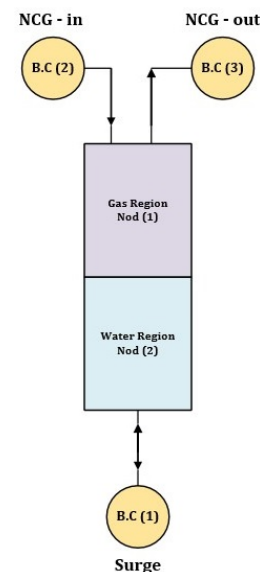 NCG - in
NCG - out
B.C (2)
B.C (3)
Gas Region
Nod (1)
Water Region
Nod (2)
B.C (1)
Surge